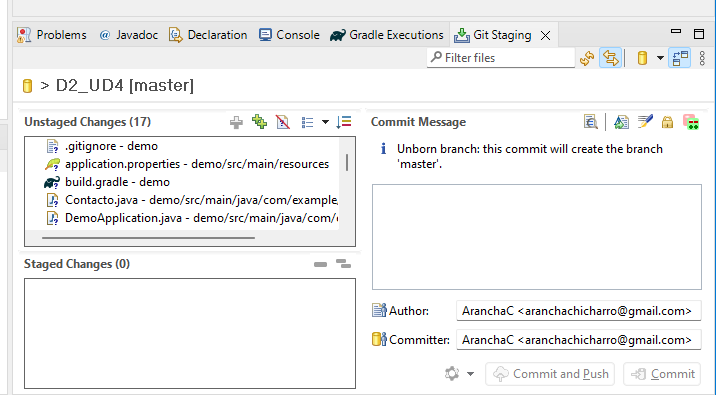 Problems @ Javadoc Declaration Console Gradle Executions Git Staging
Filter files
> D2_UD4 [master]
Unstaged Changes (17)
.gitignore - demo
application.properties - demo/src/main/resources
build.gradle - demo
Contacto.java - demo/src/main/java/com/example/
DemoApplication.java - demo/src/main/java/com/
Staged Changes (0)
Commit Message
Unborn branch: this commit will create the branch
'master'.
Author: AranchaC <aranchachicharro@gmail.com>
Committer: AranchaC <aranchachicharro@gmail.com>
Commit and Push Commit